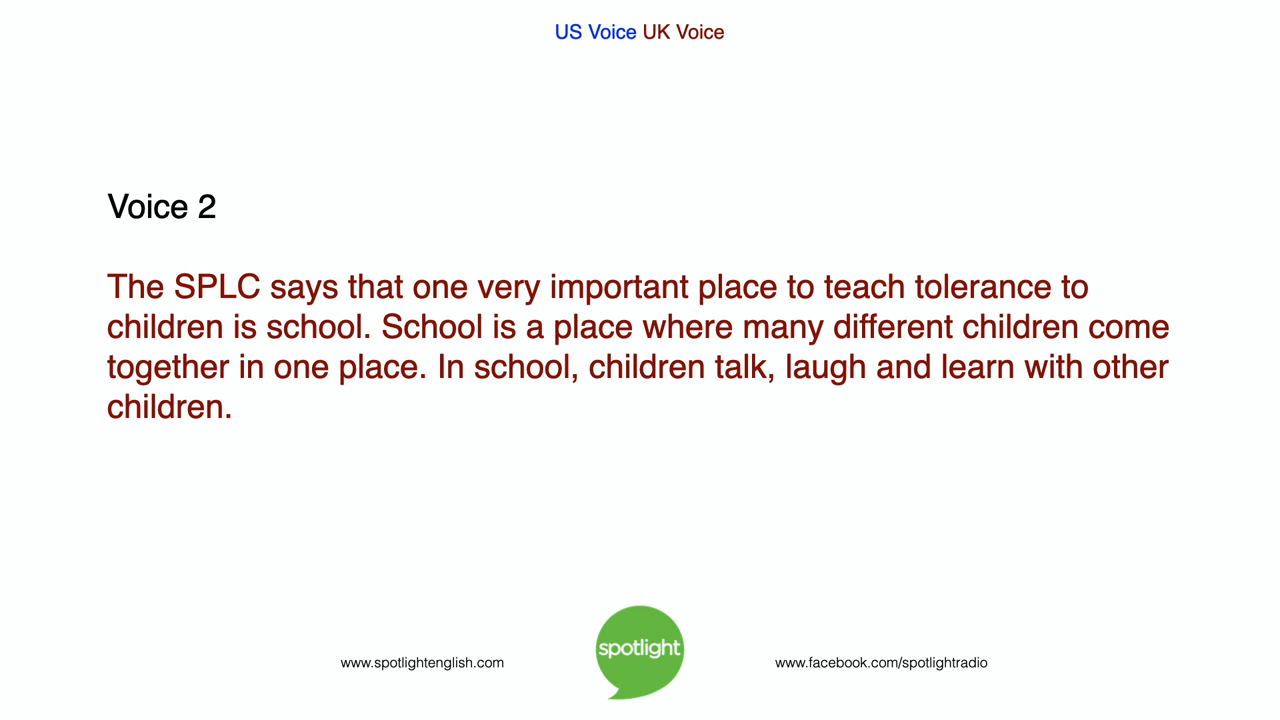 US Voice UK Voice
Voice 2
The SPLC says that one very important place to teach tolerance to
children is school. School is a place where many different children come
together in one place. In school, children talk, laugh and learn with other
children.
www.spotlightenglish.com
spotlight
www.facebook.com/spotlightradio